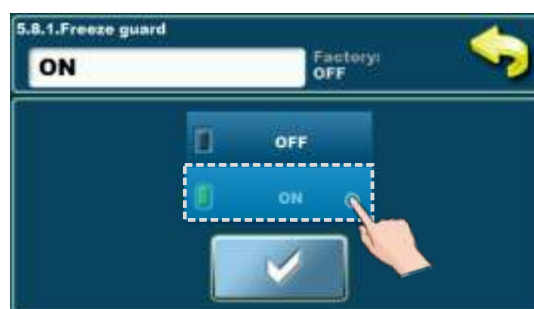 5.8.1.Freeze guard
ON
Factory:
OFF
OFF
ON